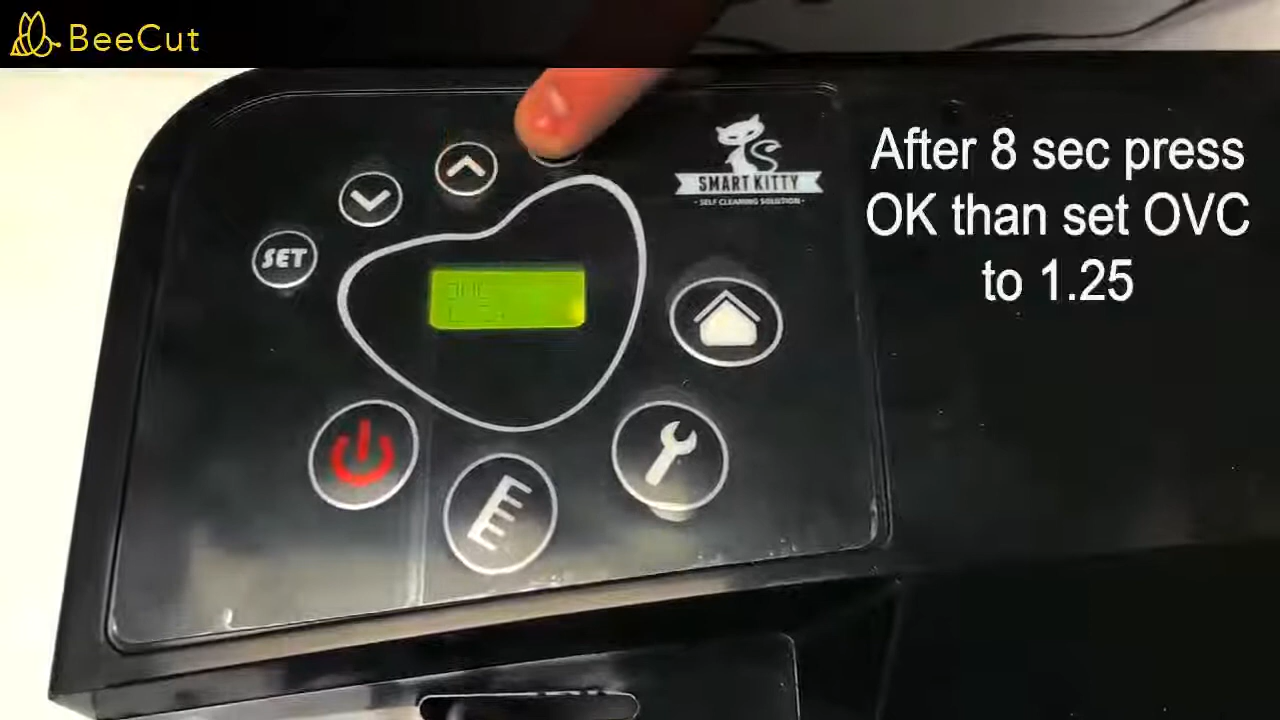 BeeCut
After 8 sec press
OK than set OVC
to 1.25
SMART KITTY
- SELF CLEANING SOLUTION -
SET